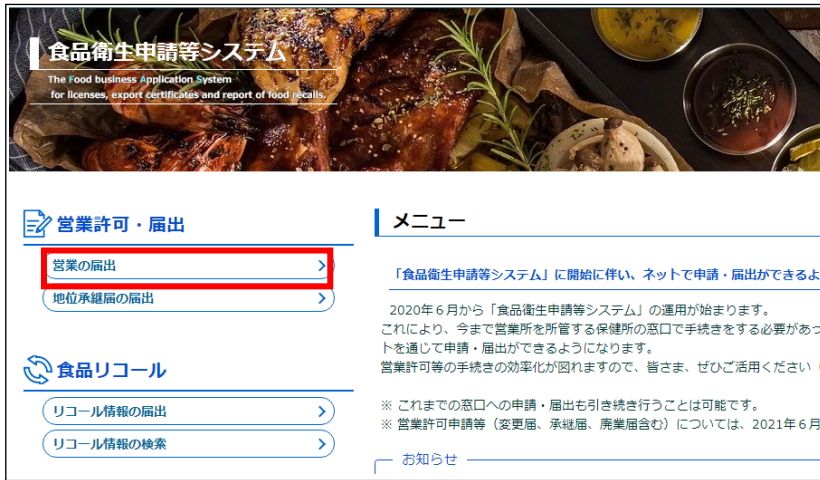 食品衛生申請等システム
The Food business Application System
for licenses, export certificates and report of food recalls.
営業許可・届出
営業の届出
地位承継届の届出
食品リコール
リコール情報の届出
リコール情報の検索
メニュー
「食品衛生申請等システム」に開始に伴い、ネットで申請・届出ができるよ
2020年6月から「食品衛生申請等システム」の運用が始まります。
これにより、今まで営業所を所管する保健所の窓口で手続きをする必要があっ
トを通じて申請・届出ができるようになります。
営業許可等の手続きの効率化が図れますので、皆さま、ぜひご活用ください（
※ これまでの窓口への申請・届出も引き続き行うことは可能です。
※ 営業許可申請等（変更届、承継届、廃業届含む）については、2021年6月
お知らせ